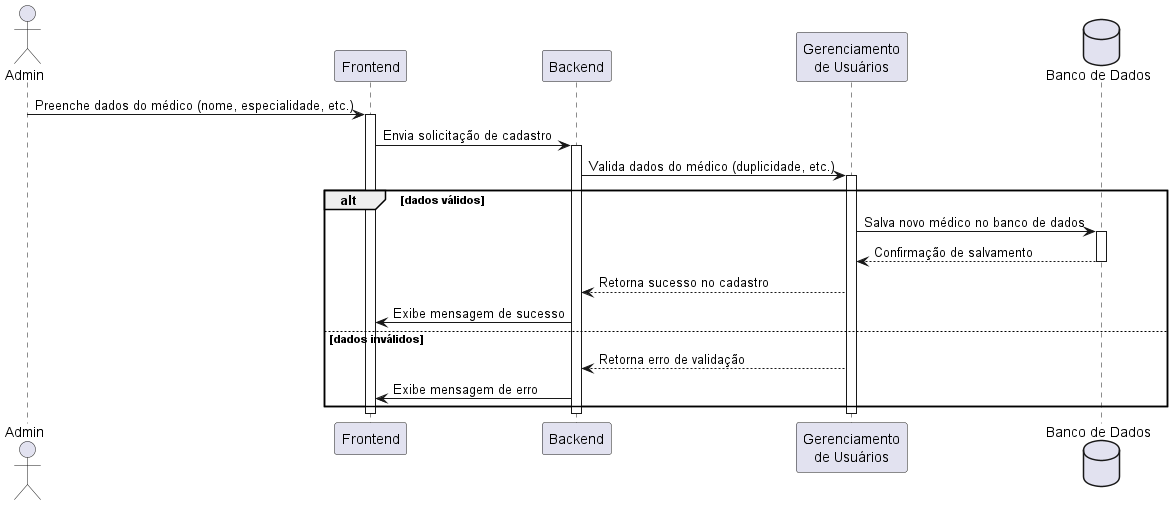 Admin
Frontend
Backend
Gerenciamento
de Usuários
Banco de Dados
Preenche dados do médico (nome, especialidade, etc.)
Envia solicitação de cadastro
Valida dados do médico (duplicidade, etc.)
alt
[dados válidos]
Salva novo médico no banco de dados
Confirmação de salvamento
Retorna sucesso no cadastro
Exibe mensagem de sucesso
[dados inválidos]
Retorna erro de validação
Exibe mensagem de erro
Admin
Frontend
Backend
Gerenciamento
de Usuários
Banco de Dados